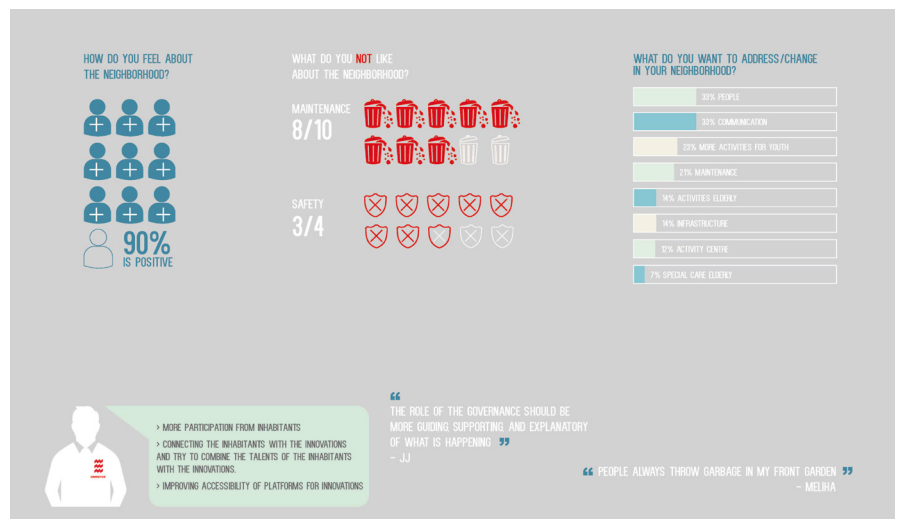 HOW DO YOU FEEL ABOUT
THE NEIGHBORHOOD?
90%
IS POSITIVE
WHAT DO YOU NOT LIKE
ABOUT THE NEIGHBORHOOD?
MAINTENANCE
8/10
SAFETY
3/4
WHAT DO YOU WANT TO ADDRESS/CHANGE
IN YOUR NEIGHBORHOOD?
33% PEOPLE
33% COMMUNICATION
23% MORE ACTIVITIES FOR YOUTH
21% MAINTENANCE
14% ACTIVITIES ELDERLY
14% INFRASTRUCTURE
12% ACTIVITY CENTRE
7% SPECIAL CARE ELDERLY
> MORE PARTICIPATION FROM INHABITANTS
> CONNECTING THE INHABITANTS WITH THE INNOVATIONS
AND TRY TO COMBINE THE TALENTS OF THE INHABITANTS
WITH THE INNOVATIONS.
> IMPROVING ACCESSIBILITY OF PLATFORMS FOR INNOVATIONS
“
THE ROLE OF THE GOVERNANCE SHOULD BE
MORE GUIDING, SUPPORTING, AND EXPLANATORY
OF WHAT IS HAPPENING ”
– JJ
“ PEOPLE ALWAYS THROW GARBAGE IN MY FRONT GARDEN ”
– MELIHA